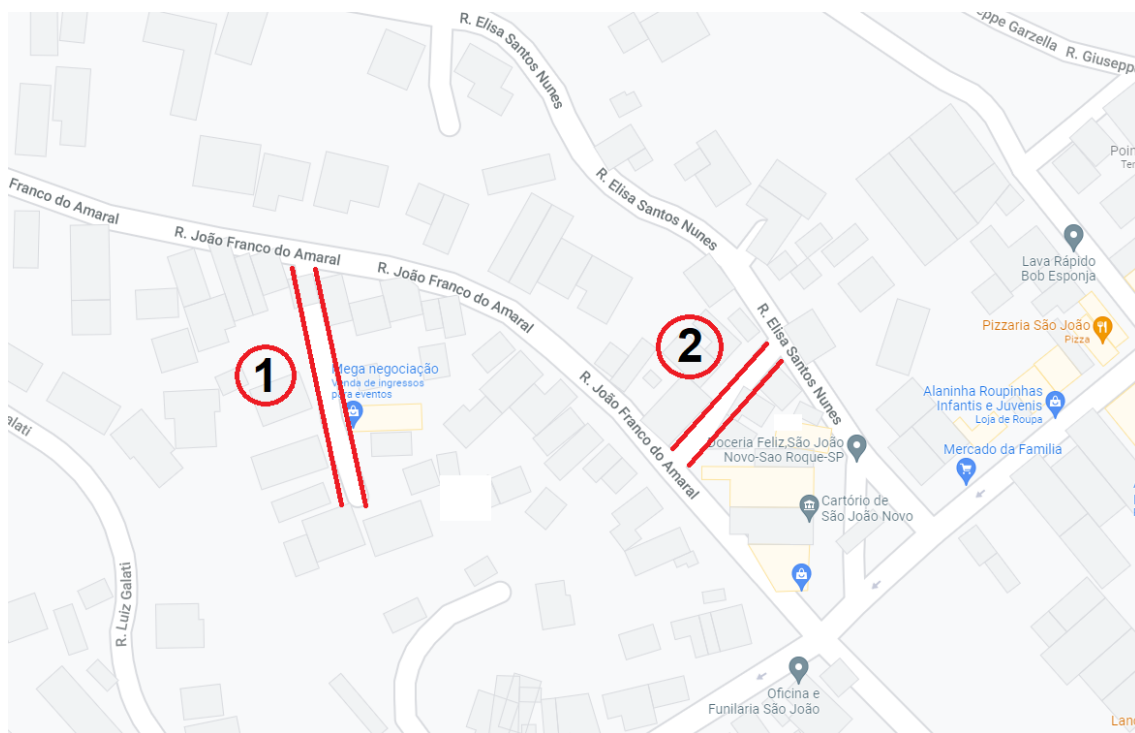 R. Elisa Santos Nunes
Garzella
R. Giusepp
Franco do Amaral
R. João Franco do Amaral
R. João Franco do Amaral
R. Elisa Santos Nunes
Lava Rápido
Bob Esponja
Pizzaria São João
Pizza
R. Elisa Santos Nunes
1
2
Mega negociação
Venda de ingressos
para eventos
R. João Franco do Amaral
Alaninha Roupinhas
Infantis e Juvenis
Loja de Roupa
Doceria Feliz,São João
Novo-Sao Roque-SP
Mercado da Familia
Cartório de
São João Novo
R. Luiz Galati
Oficina e
Funilaria São João